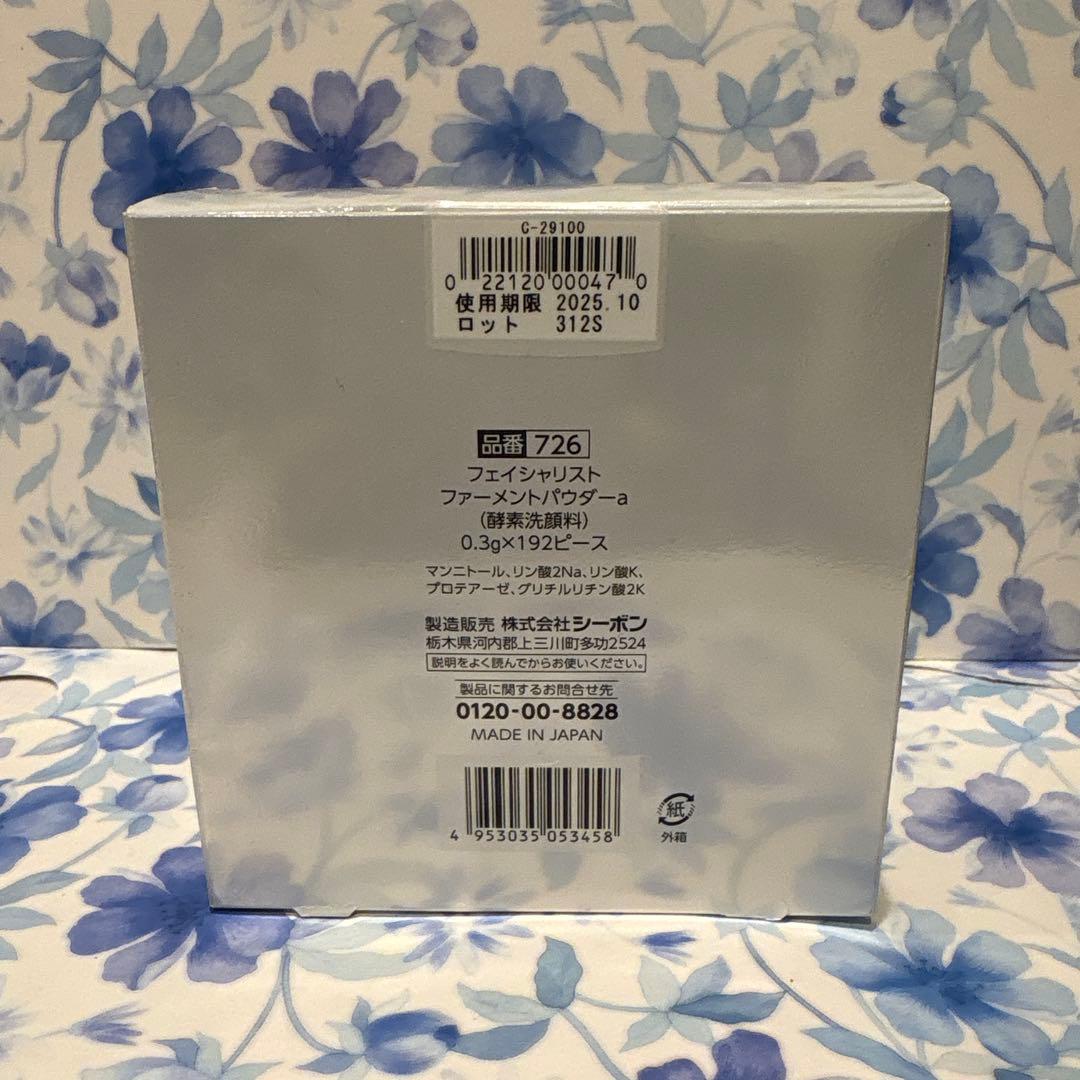 C-29100
0 22120 00047 0
使用期限 2025.10
ロット 312S
品番 726
フェイシャリスト
ファーメントパウダーa
(酵素洗顔料)
0.3g×192ピース
マンニトール、リン酸2Na、リン酸K、
プロテアーゼ、グリチルリチン酸2K
製造販売 株式会社シーボン
栃木県河内郡上三川町多功2524
説明をよく読んでからお使いください。
製品に関するお問合せ先
0120-00-8828
MADE IN JAPAN
4 953035 053458
紙
外箱